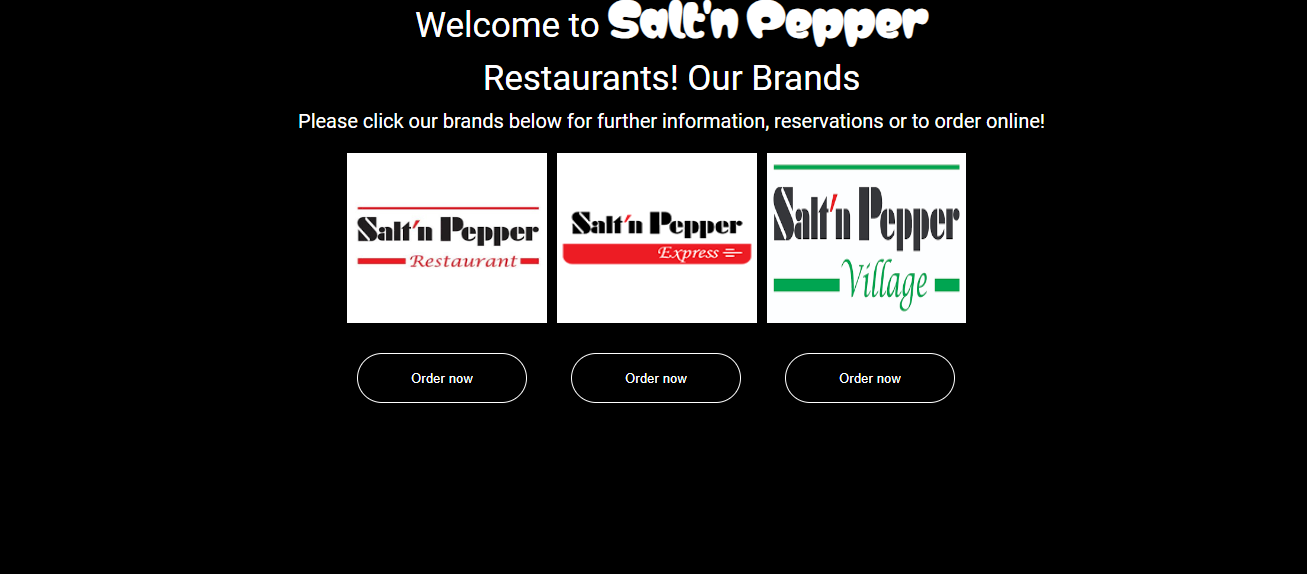 Welcome to Salt'n Pepper
Restaurants! Our Brands
Please click our brands below for further information, reservations or to order online!
Salt'n Pepper
Restaurant
Salt'n Pepper
Express
Salt'n Pepper
Village
Order now
Order now
Order now